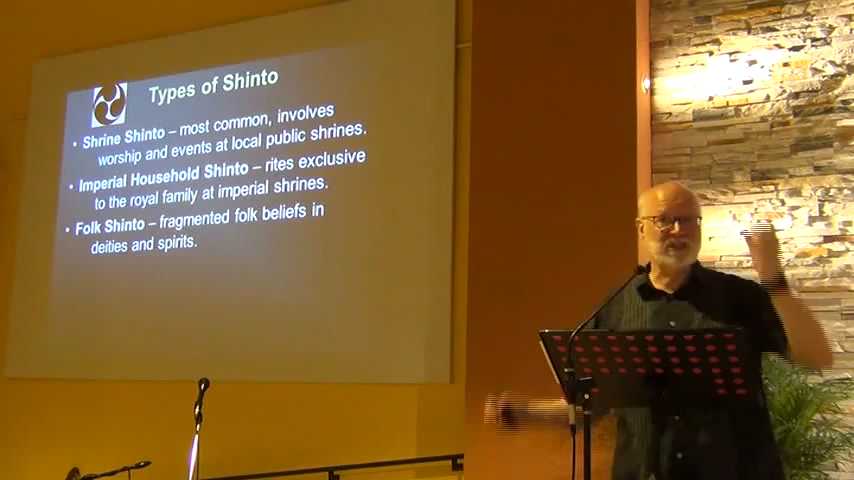 Types of Shinto
• Shrine Shinto – most common, involves
worship and events at local public shrines.
• Imperial Household Shinto – rites exclusive
to the royal family at imperial shrines.
• Folk Shinto – fragmented folk beliefs in
deities and spirits.